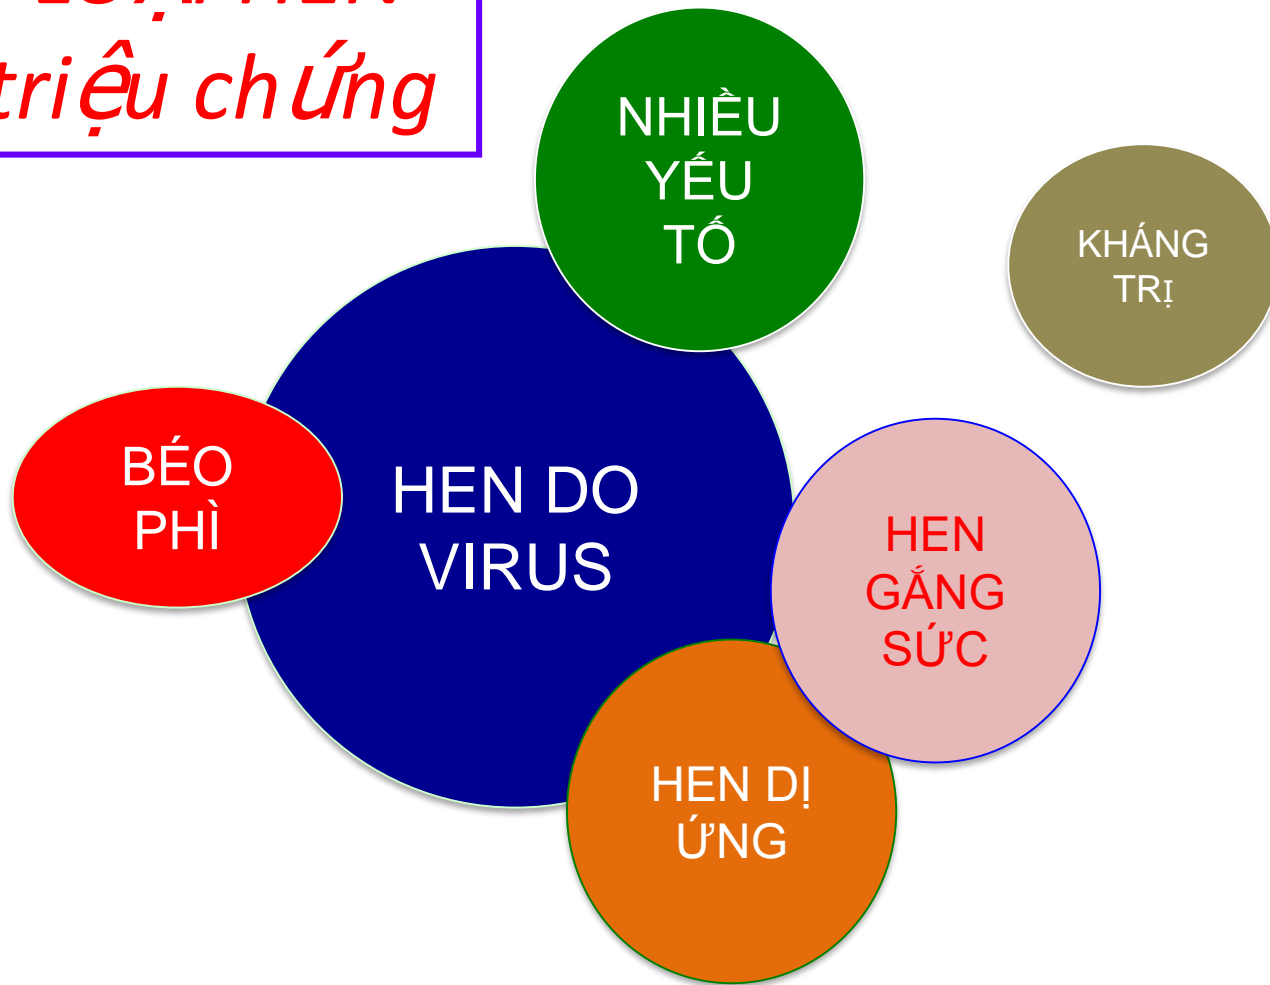 triệu chứng
NHIỀU
YẾU
TỐ
KHÁNG
TRỊ
BÉO
PHÌ
HEN DO
VIRUS
HEN
GẮNG
SỨC
HEN DỊ
ỨNG